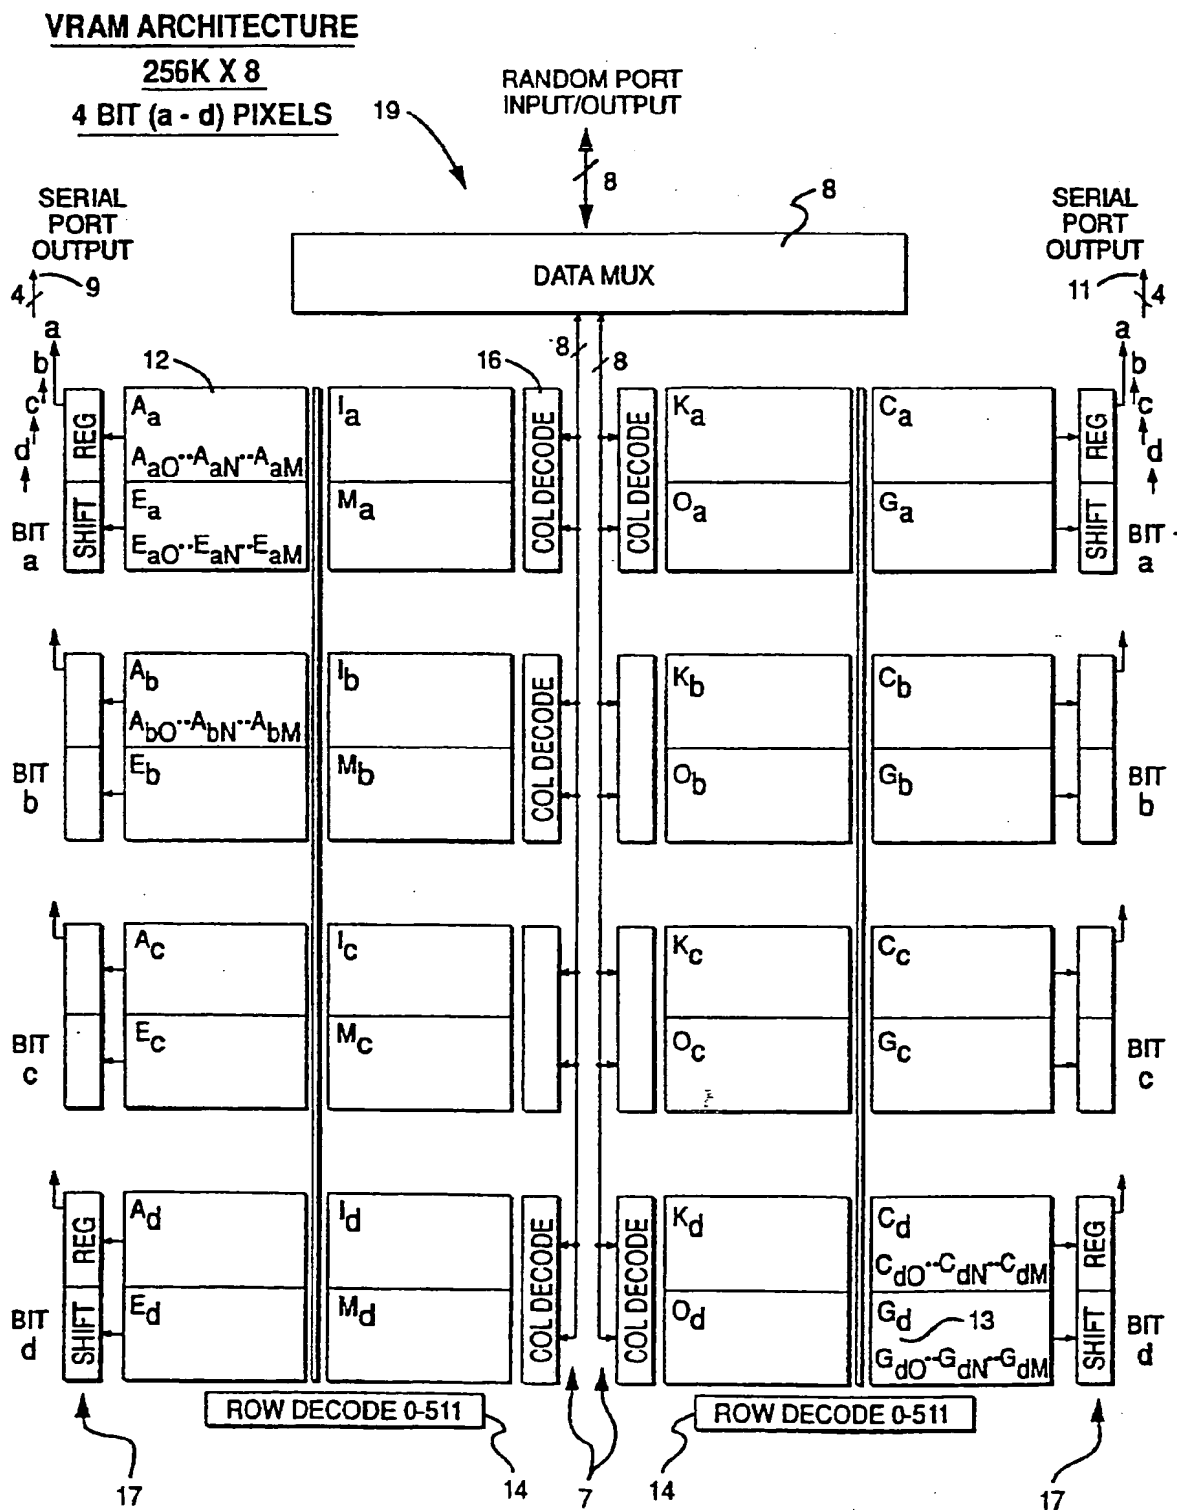 VRAM ARCHITECTURE
256K X 8
4 BIT (a - d) PIXELS
19
RANDOM PORT
INPUT/OUTPUT
8
8
SERIAL
PORT
OUTPUT
9
4
SERIAL
PORT
OUTPUT
11
4
DATA MUX
8
8
a
b
c
d
a
b
c
d
12
16
BIT
a
SHIFT REG
Aa
AaO--AaN--AaM
Ea
EaO--EaN--EaM
Ia
Ma
COL DECODE
COL DECODE
Ka
Oa
Ca
Ga
SHIFT REG
BIT
a
BIT
b
Ab
AbO--AbN--AbM
Eb
Ib
Mb
COL DECODE
Kb
Ob
Cb
Gb
BIT
b
BIT
c
Ac
Ec
Ic
Mc
Kc
Oc
Cc
Gc
BIT
c
BIT
d
SHIFT REG
Ad
Ed
Id
Md
COL DECODE
COL DECODE
Kd
Od
Cd
CdO--CdN--CdM
Gd
13
GdO--GdN--GdM
SHIFT REG
BIT
d
ROW DECODE 0-511
ROW DECODE 0-511
17
14
7
14
17